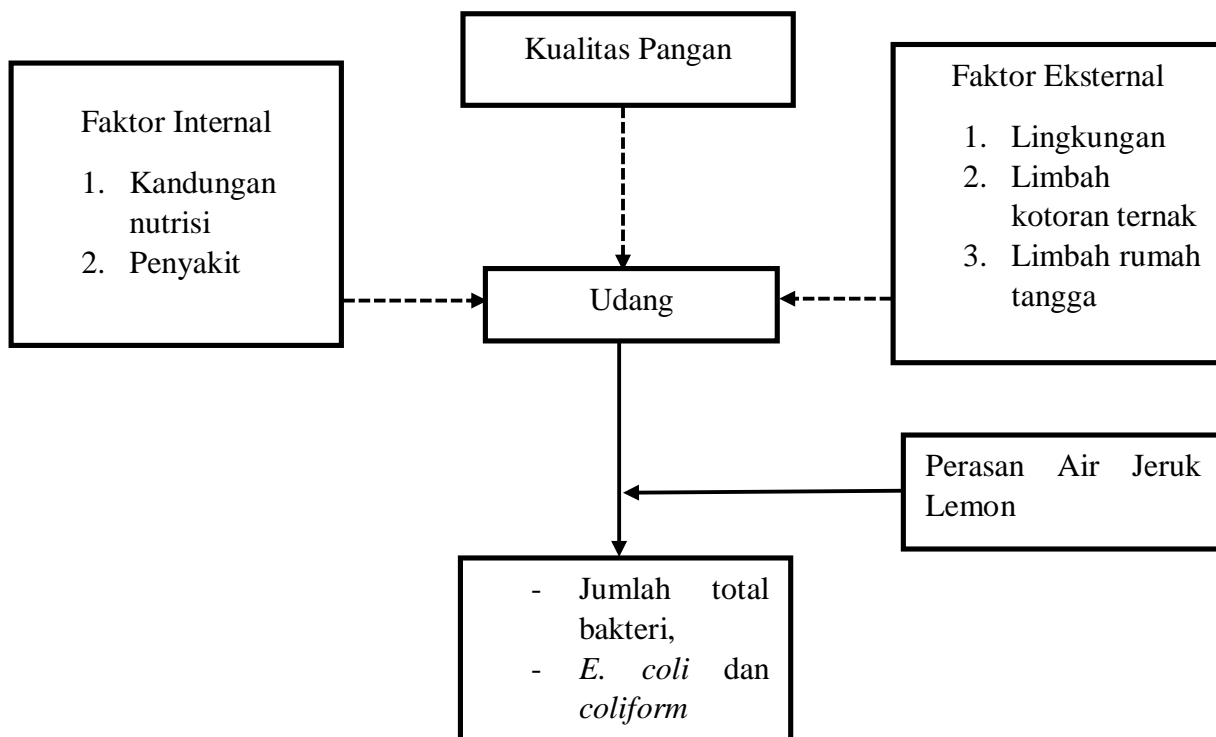 Kualitas Pangan
Faktor Internal
1. Kandungan
nutrisi
2. Penyakit
Faktor Eksternal
1. Lingkungan
2. Limbah
kotoran ternak
3. Limbah rumah
tangga
Udang
Perasan Air Jeruk
Lemon
- Jumlah total
bakteri,
- E. coli dan
coliform